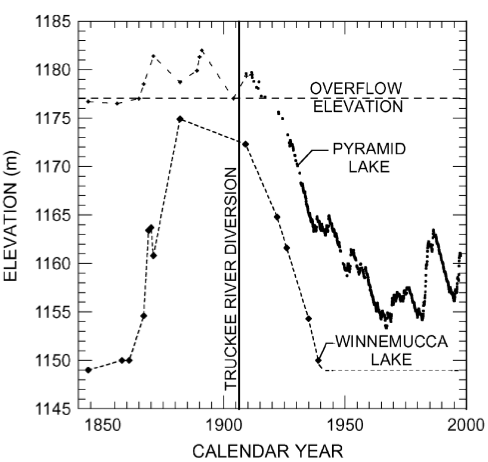 1185
1180
1175
1170
1165
1160
1155
1150
1145
ELEVATION (m)
OVERFLOW
ELEVATION
PYRAMID
LAKE
TRUCKEE RIVER DIVERSION
WINNEMUCCA
LAKE
1850
1900
1950
2000
CALENDAR YEAR